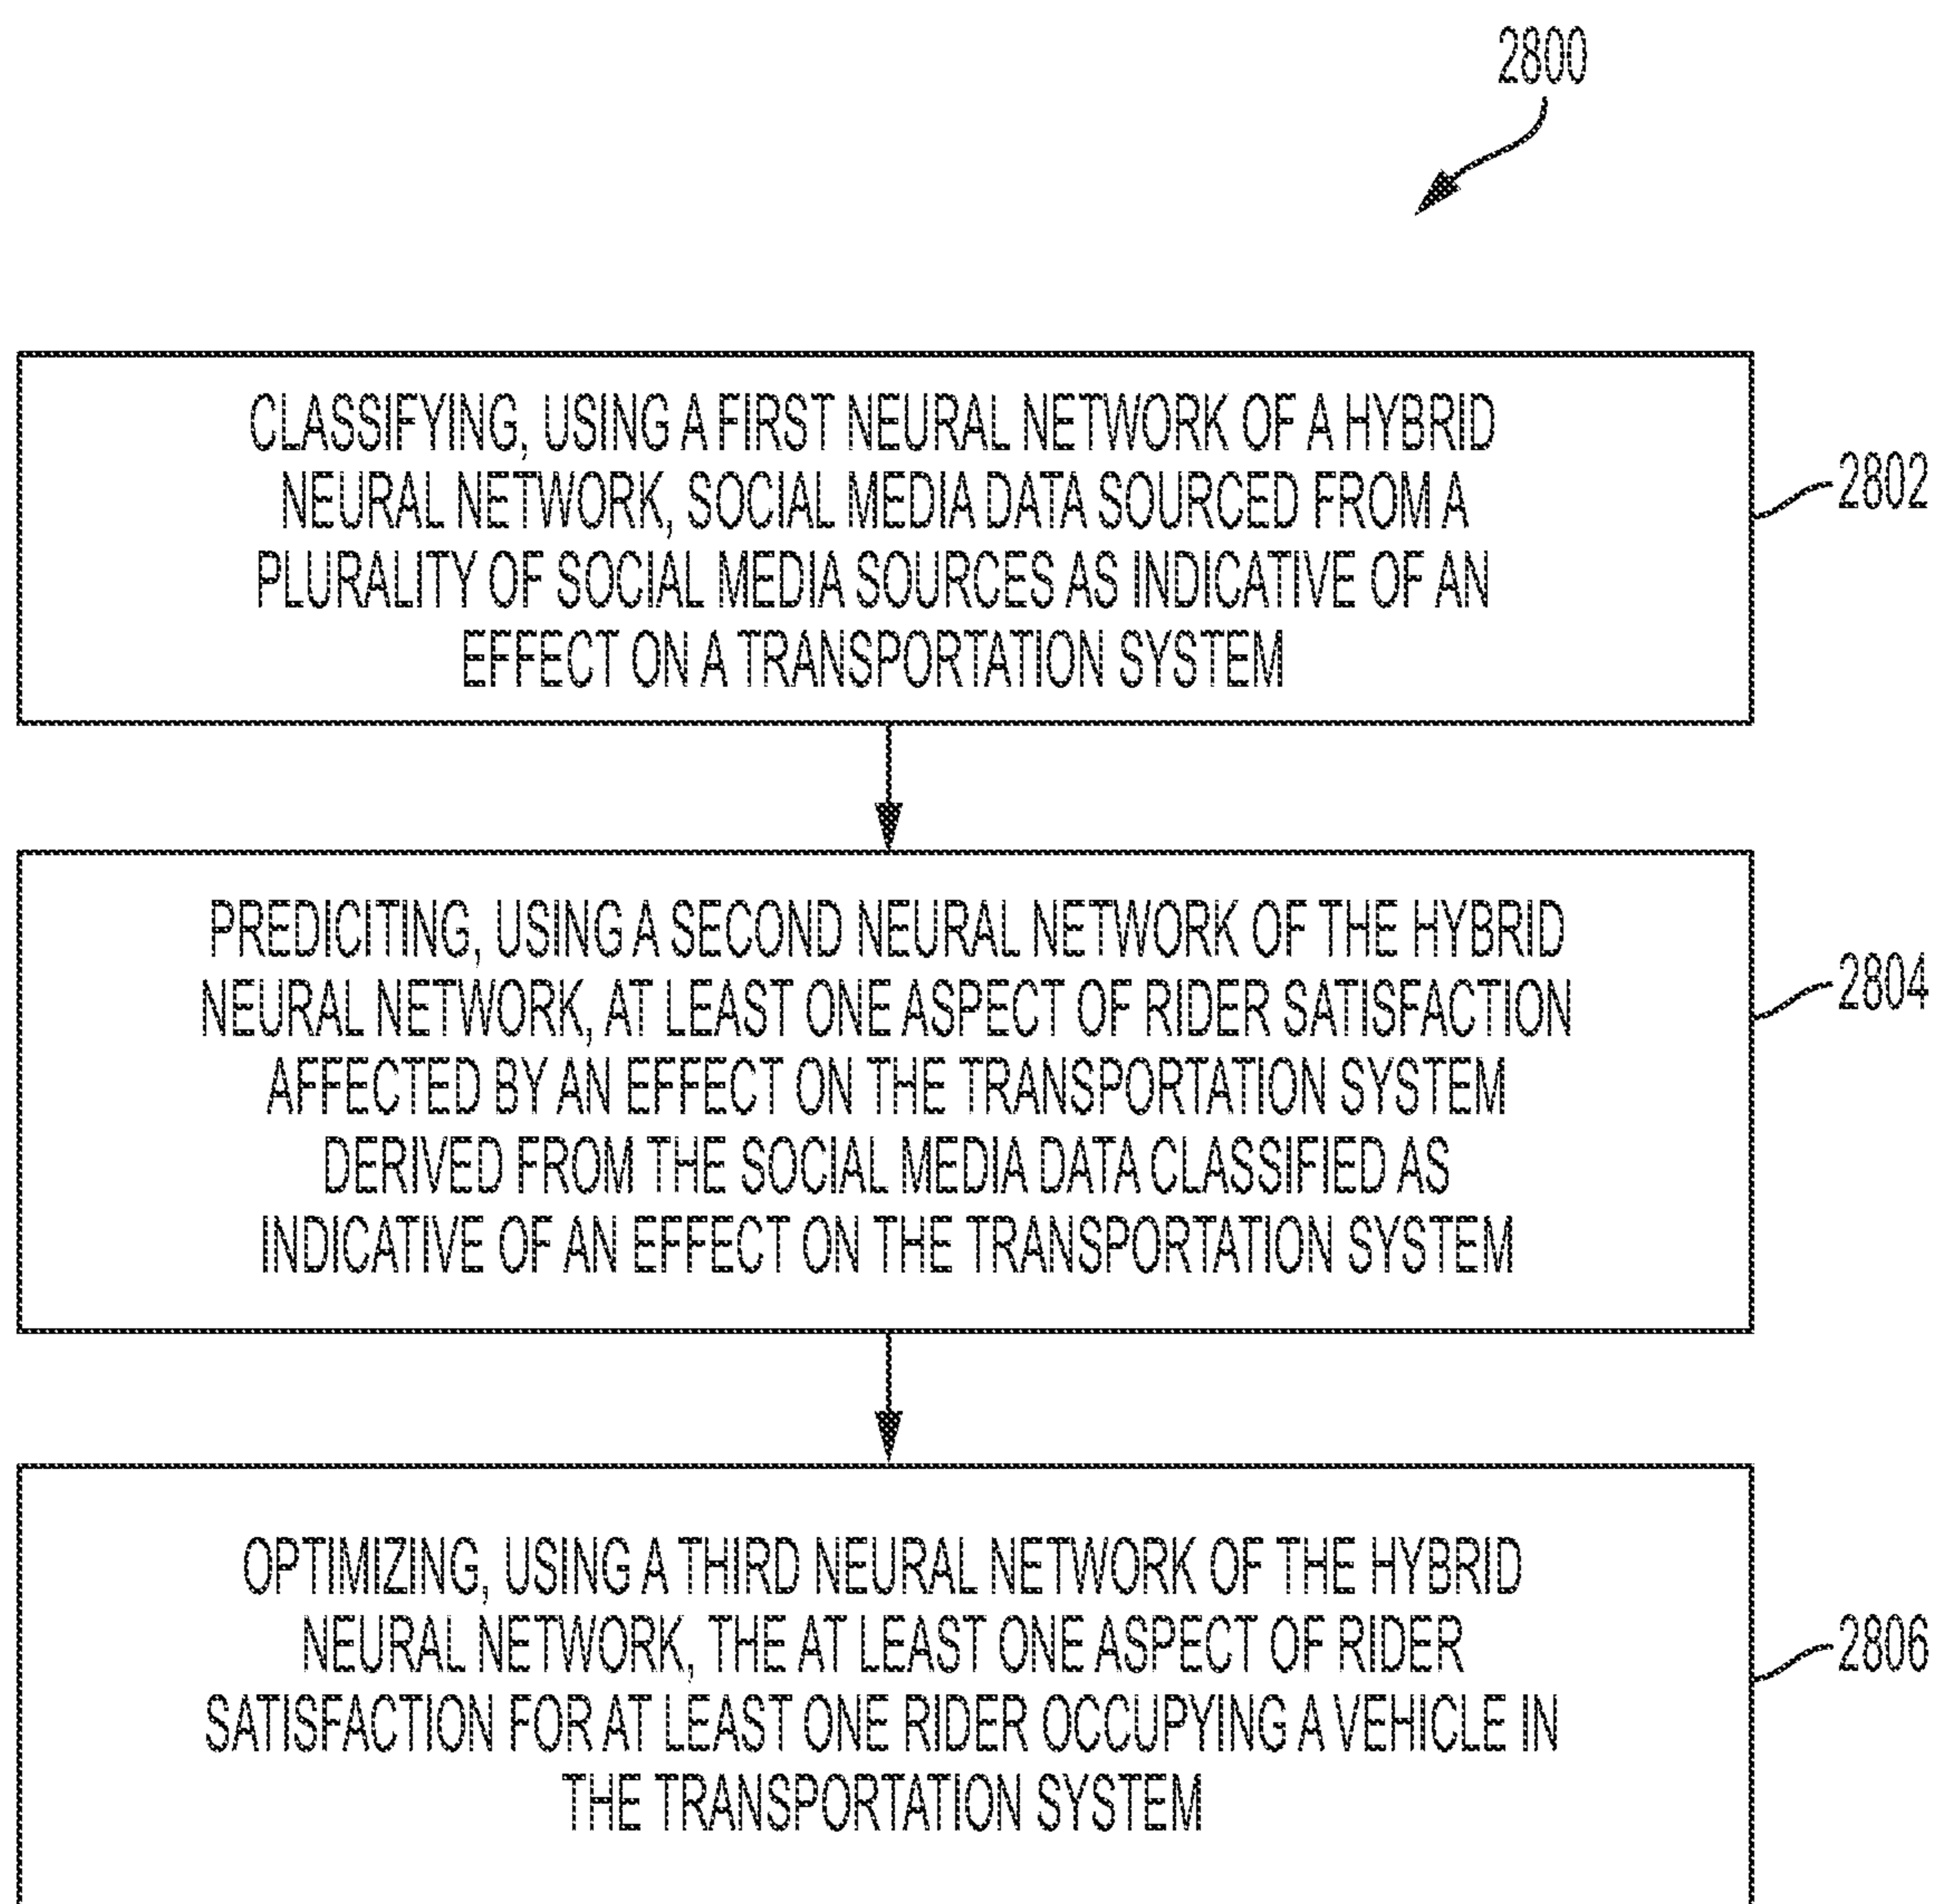 2800
CLASSIFYING, USING A FIRST NEURAL NETWORK OF A HYBRID
NEURAL NETWORK, SOCIAL MEDIA DATA SOURCED FROM A
PLURALITY OF SOCIAL MEDIA SOURCES AS INDICATIVE OF AN
EFFECT ON A TRANSPORTATION SYSTEM
2802
PREDICITING, USING A SECOND NEURAL NETWORK OF THE HYBRID
NEURAL NETWORK, AT LEAST ONE ASPECT OF RIDER SATISFACTION
AFFECTED BY AN EFFECT ON THE TRANSPORTATION SYSTEM
DERIVED FROM THE SOCIAL MEDIA DATA CLASSIFIED AS
INDICATIVE OF AN EFFECT ON THE TRANSPORTATION SYSTEM
2804
OPTIMIZING, USING A THIRD NEURAL NETWORK OF THE HYBRID
NEURAL NETWORK, THE AT LEAST ONE ASPECT OF RIDER
SATISFACTION FOR AT LEAST ONE RIDER OCCUPYING A VEHICLE IN
THE TRANSPORTATION SYSTEM
2806